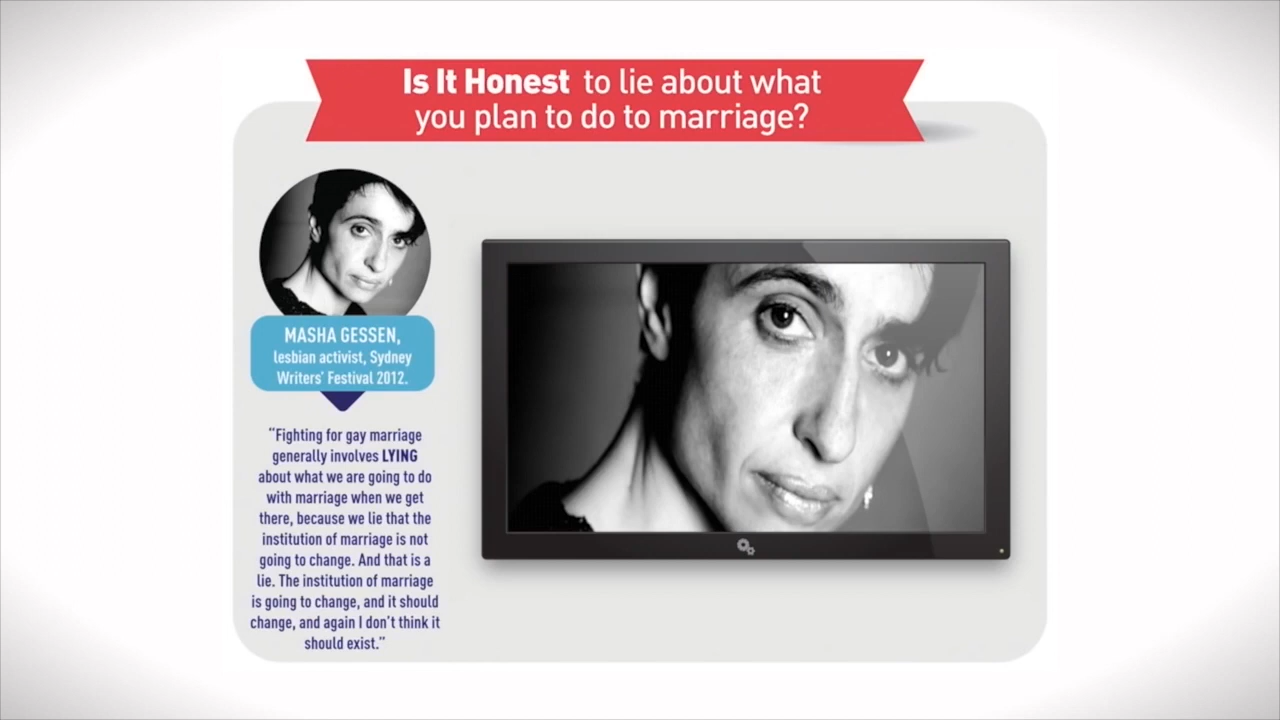 Is It Honest to lie about what
you plan to do to marriage?
MASHA GESSEN,
lesbian activist, Sydney
Writers' Festival 2012.
"Fighting for gay marriage
generally involves LYING
about what we are going to do
with marriage when we get
there, because we lie that the
institution of marriage is not
going to change. And that is a
lie. The institution of marriage
is going to change, and it should
change, and again I don't think it
should exist."